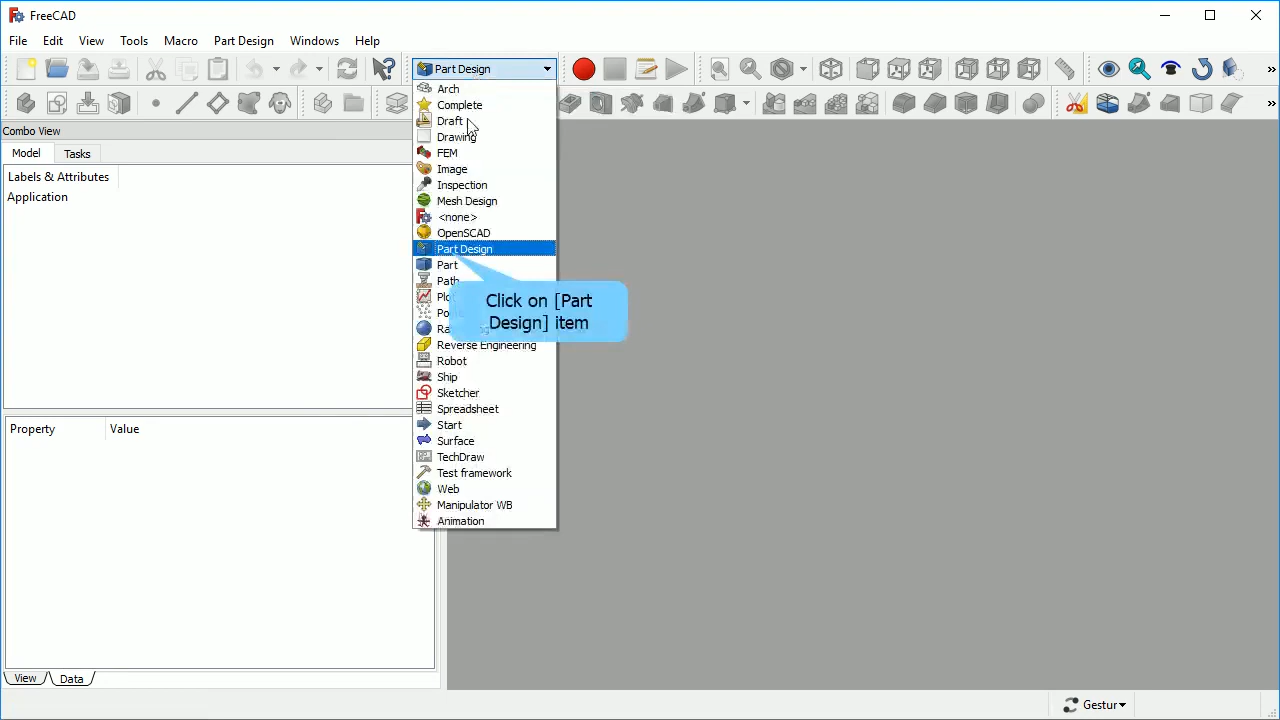 FreeCAD
File Edit View Tools Macro Part Design Windows Help
Part Design
»
»
Combo View
Model Tasks
Labels & Attributes
Application
Property Value
Arch
Complete
Draft
Drawing
FEM
Image
Inspection
Mesh Design
<none>
OpenSCAD
Part Design
Part
Path
Click on [Part
Design] item
Reverse Engineering
Robot
Ship
Sketcher
Spreadsheet
Start
Surface
TechDraw
Test framework
Web
Manipulator WB
Animation
View Data
Gestur